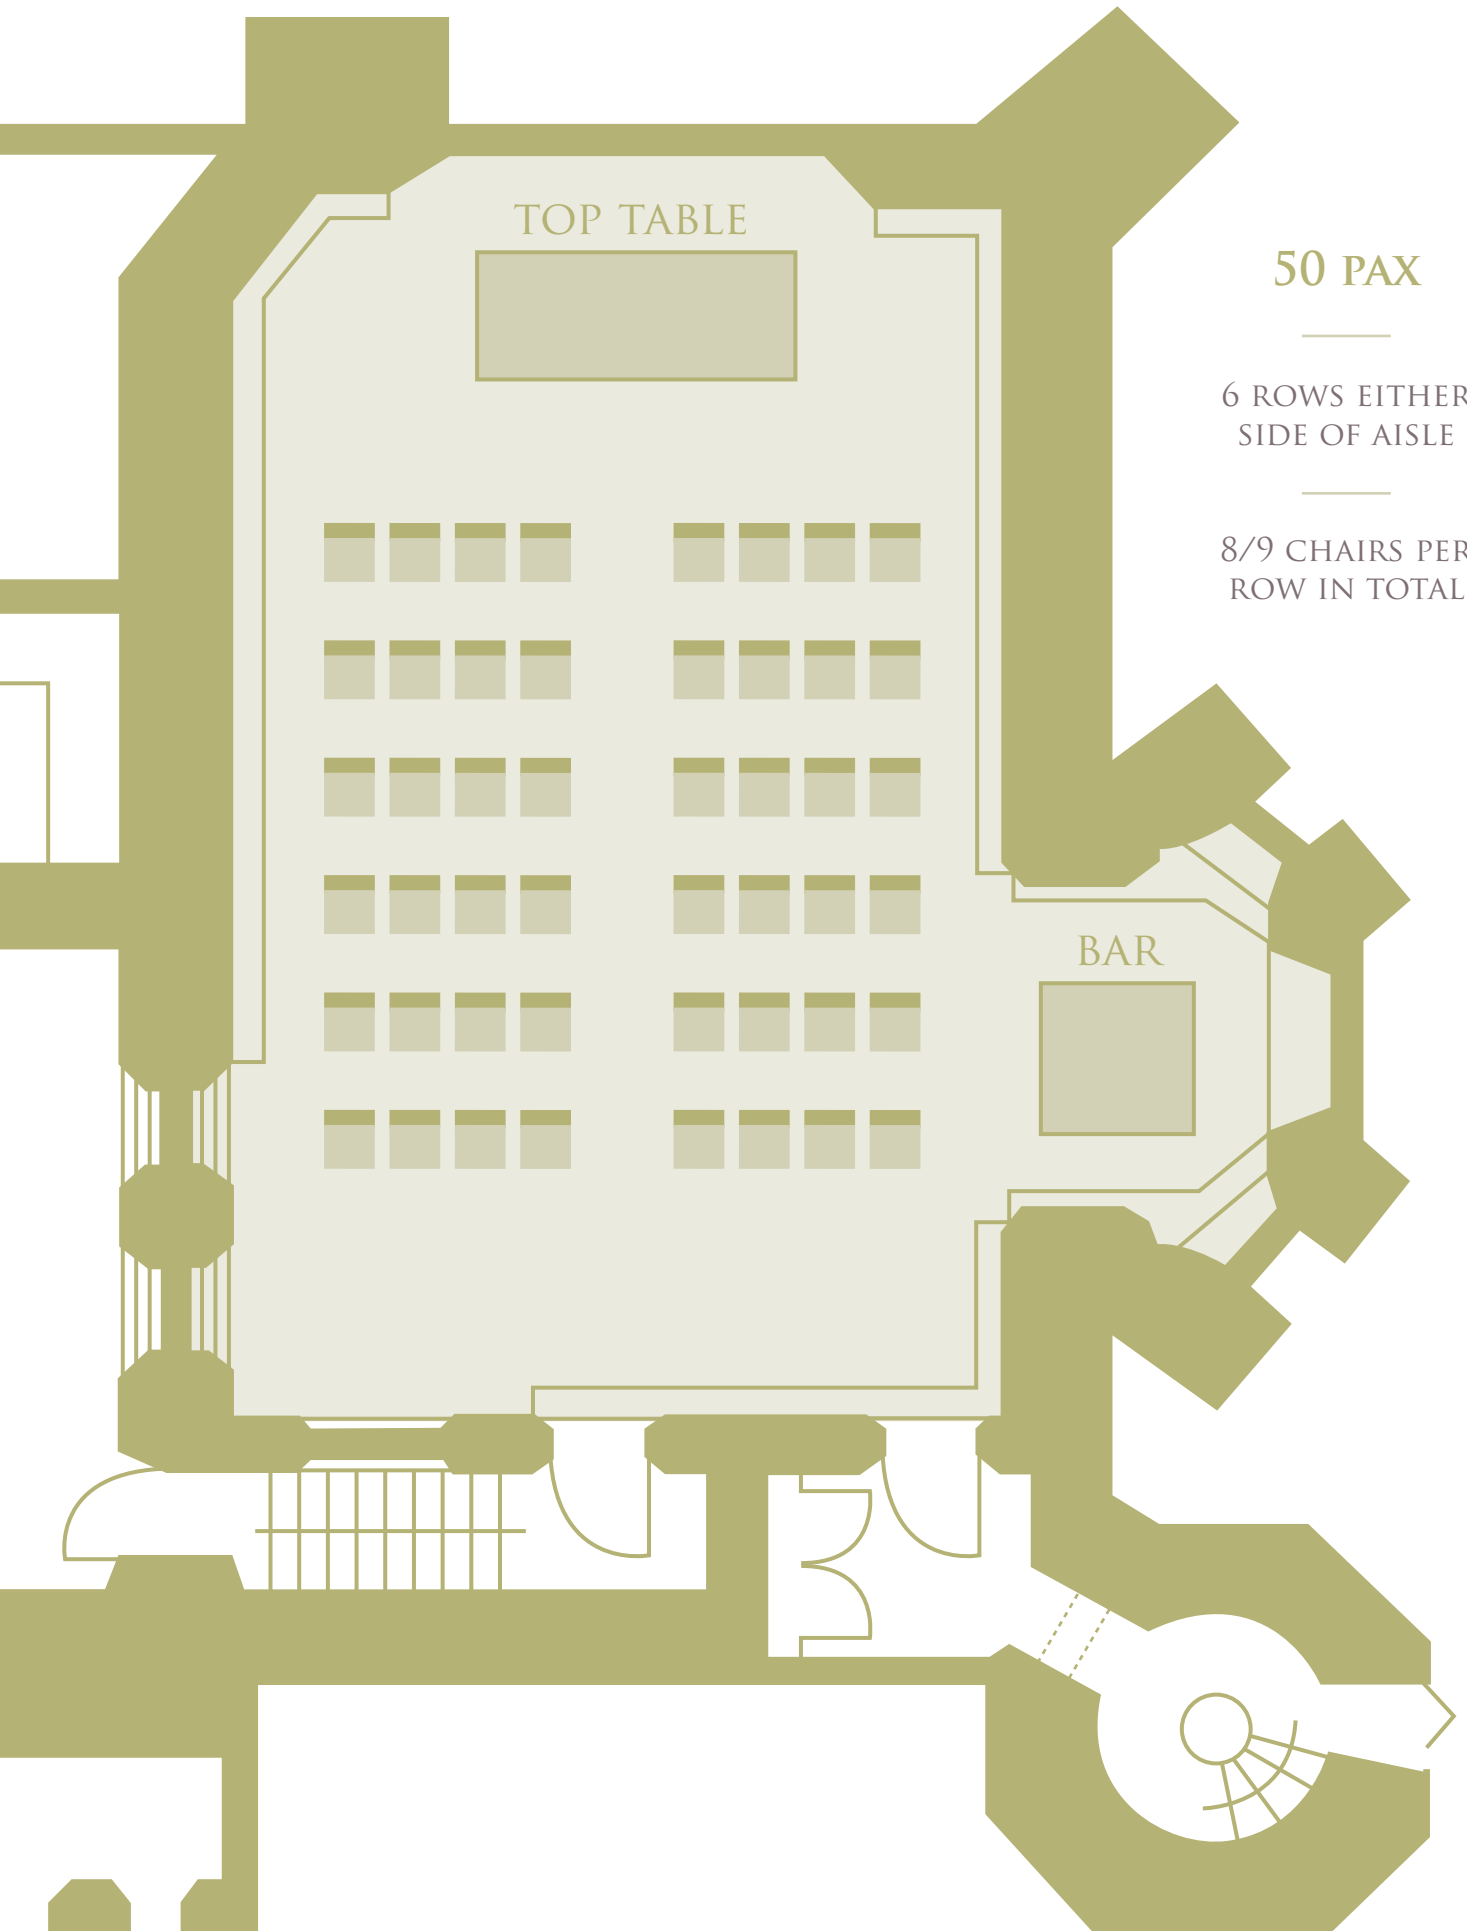 TOP TABLE
50 PAX
6 ROWS EITHER
SIDE OF AISLE
8/9 CHAIRS PER
ROW IN TOTAL
BAR